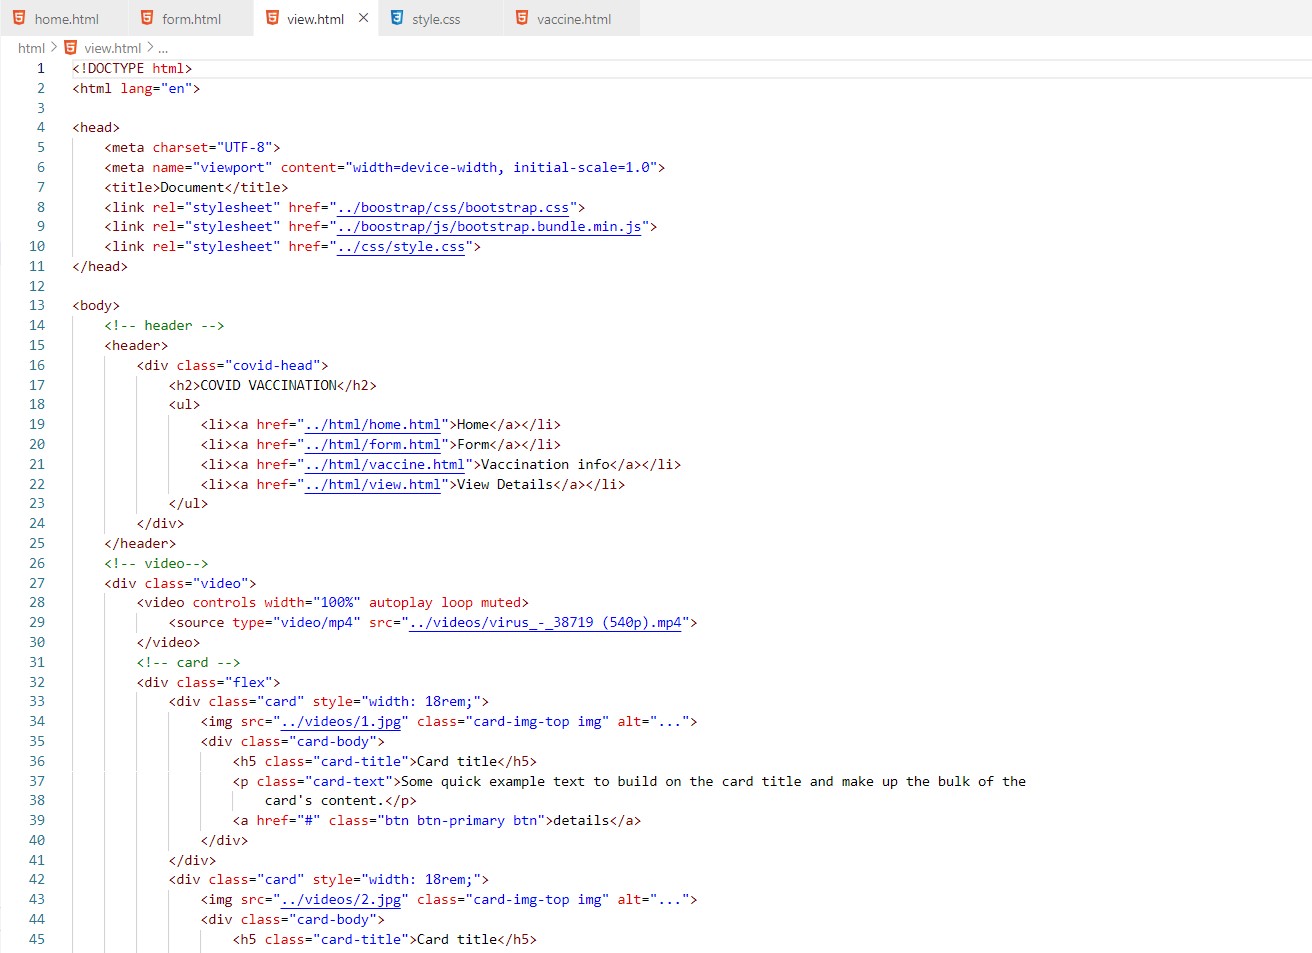 home.html form.html view.html style.css vaccine.html
html > view.html > ...
1 <!DOCTYPE html>
2 <html lang="en">
3
4 <head>
5 <meta charset="UTF-8">
6 <meta name="viewport" content="width=device-width, initial-scale=1.0">
7 <title>Document</title>
8 <link rel="stylesheet" href="../boostrap/css/bootstrap.css">
9 <link rel="stylesheet" href="../boostrap/js/bootstrap.bundle.min.js">
10 <link rel="stylesheet" href="../css/style.css">
11 </head>
12
13 <body>
14 <!-- header -->
15 <header>
16 <div class="covid-head">
17 <h2>COVID VACCINATION</h2>
18 <ul>
19 <li><a href="../html/home.html">Home</a></li>
20 <li><a href="../html/form.html">Form</a></li>
21 <li><a href="../html/vaccine.html">Vaccination info</a></li>
22 <li><a href="../html/view.html">View Details</a></li>
23 </ul>
24 </div>
25 </header>
26 <!-- video-->
27 <div class="video">
28 <video controls width="100%" autoplay loop muted>
29 <source type="video/mp4" src="../videos/virus_-_38719 (540p).mp4">
30 </video>
31 <!-- card -->
32 <div class="flex">
33 <div class="card" style="width: 18rem;">
34 <img src="../videos/1.jpg" class="card-img-top img" alt="...">
35 <div class="card-body">
36 <h5 class="card-title">Card title</h5>
37 <p class="card-text">Some quick example text to build on the card title and make up the bulk of the
38 card's content.</p>
39 <a href="#" class="btn btn-primary btn">details</a>
40 </div>
41 </div>
42 <div class="card" style="width: 18rem;">
43 <img src="../videos/2.jpg" class="card-img-top img" alt="...">
44 <div class="card-body">
45 <h5 class="card-title">Card title</h5>